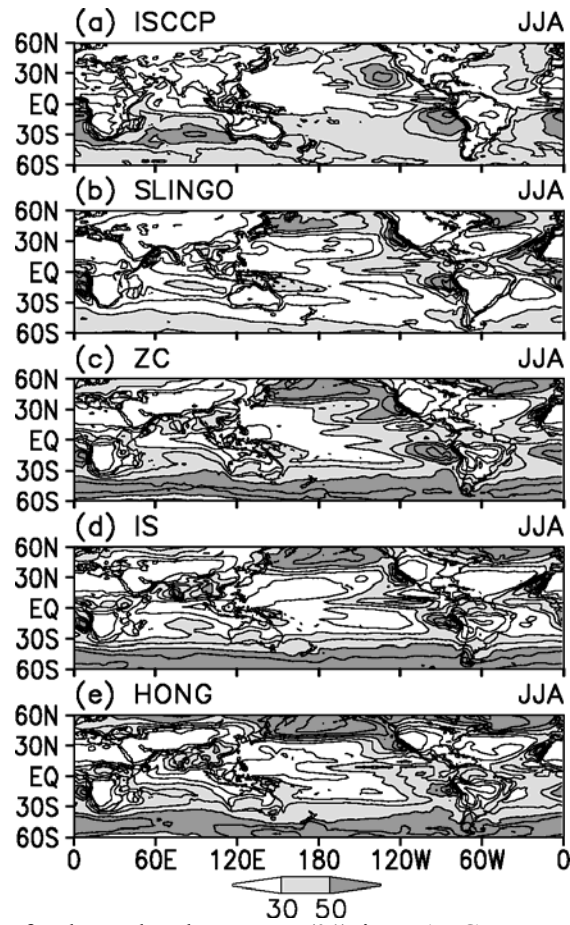 (a) ISCCP JJA
60N
30N
EQ
30S
60S
(b) SLINGO JJA
60N
30N
EQ
30S
60S
(c) ZC JJA
60N
30N
EQ
30S
60S
(d) IS JJA
60N
30N
EQ
30S
60S
(e) HONG JJA
60N
30N
EQ
30S
60S
0 60E 120E 180 120W 60W 0
30 50